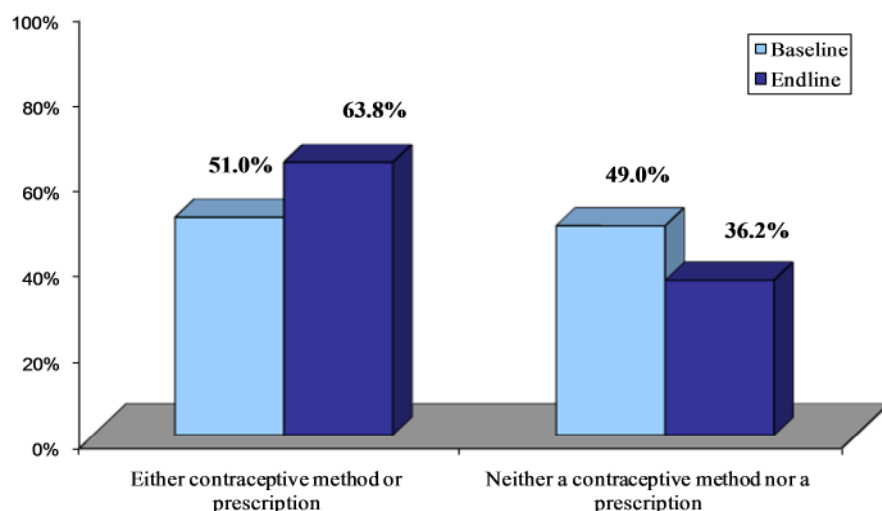 100%
Baseline
Endline
80%
63.8%
51.0%
49.0%
60%
36.2%
40%
20%
0%
Either contraceptive method or
prescription
Neither a contraceptive method nor a
prescription